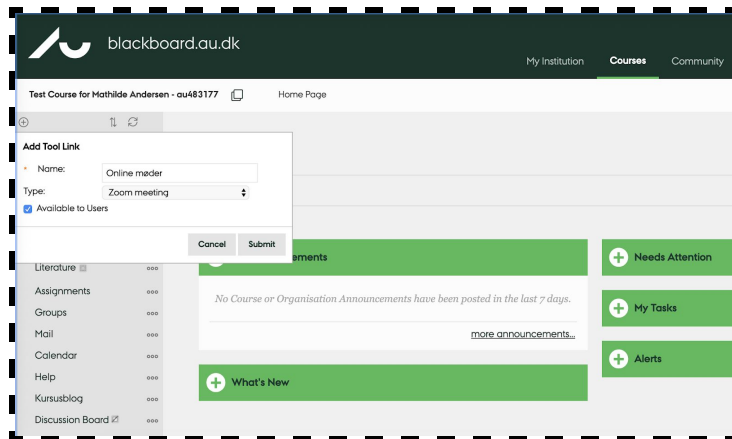 blackboard.au.dk
My Institution Courses Community
Test Course for Mathilde Andersen - au483177 Home Page
Add Tool Link
* Name: Online møder
Type: Zoom meeting
Available to Users
Cancel Submit
Literature
Assignments
Groups
Mail
Calendar
Help
Kursusblog
Discussion Board
ements
No Course or Organisation Announcements have been posted in the last 7 days.
more announcements...
What's New
Needs Attention
My Tasks
Alerts